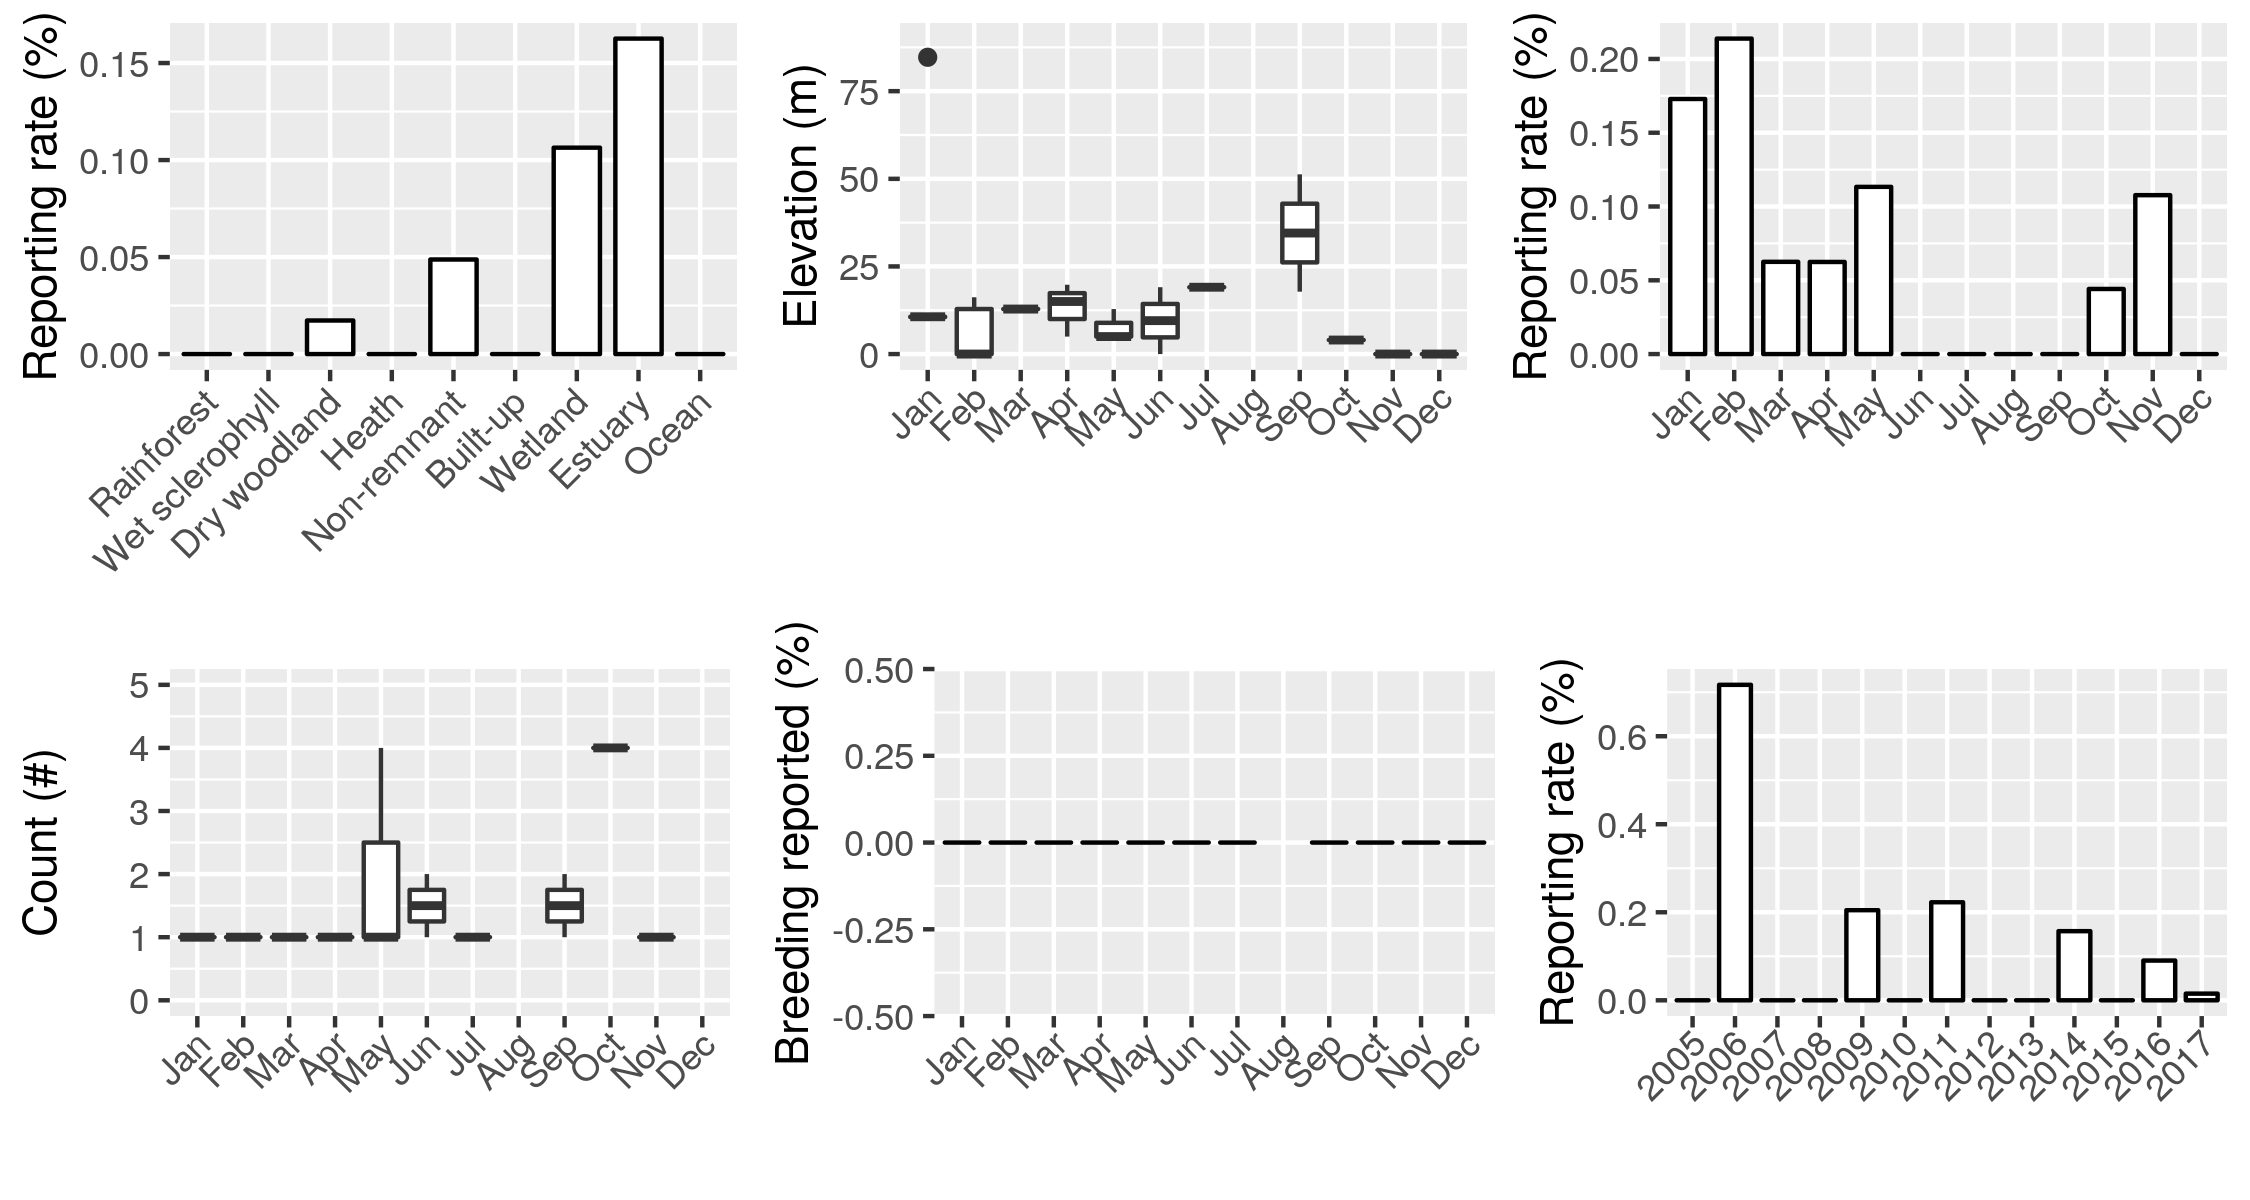 Reporting rate (%)
0.15
0.10
0.05
0.00
Rainforest
Wet sclerophyll
Dry woodland
Heath
Non-remnant
Built-up
Wetland
Estuary
Ocean
Elevation (m)
75
50
25
0
Jan
Feb
Mar
Apr
May
Jun
Jul
Aug
Sep
Oct
Nov
Dec
Reporting rate (%)
0.20
0.15
0.10
0.05
0.00
Jan
Feb
Mar
Apr
May
Jun
Jul
Aug
Sep
Oct
Nov
Dec
Count (#)
5
4
3
2
1
0
Jan
Feb
Mar
Apr
May
Jun
Jul
Aug
Sep
Oct
Nov
Dec
Breeding reported (%)
0.50
0.25
0.00
-0.25
-0.50
Jan
Feb
Mar
Apr
May
Jun
Jul
Aug
Sep
Oct
Nov
Dec
Reporting rate (%)
0.6
0.4
0.2
0.0
2005
2006
2007
2008
2009
2010
2011
2012
2013
2014
2015
2016
2017